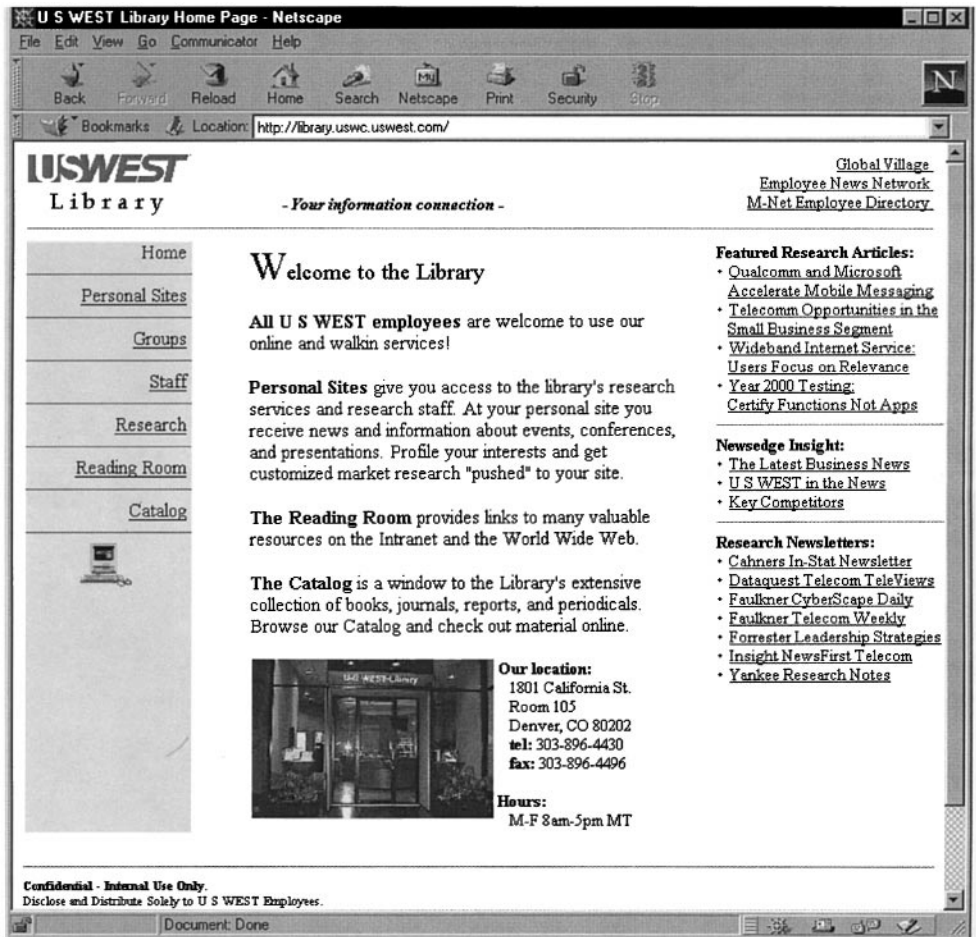 U S WEST Library Home Page - Netscape
File Edit View Go Communicator Help
Back Forward Reload Home Search Netscape Print Security Stop
My
N
Bookmarks Location: http://library.uswc.uswest.com/
USWEST
Library
- Your information connection -
Global Village
Employee News Network
M-Net Employee Directory
Home
Personal Sites
Groups
Staff
Research
Reading Room
Catalog
Welcome to the Library
All U S WEST employees are welcome to use our
online and walkin services!
Personal Sites give you access to the library's research
services and research staff. At your personal site you
receive news and information about events, conferences,
and presentations. Profile your interests and get
customized market research "pushed" to your site.
The Reading Room provides links to many valuable
resources on the Intranet and the World Wide Web.
The Catalog is a window to the Library's extensive
collection of books, journals, reports, and periodicals.
Browse our Catalog and check out material online.
U S WEST Library
Our location:
1801 California St.
Room 105
Denver, CO 80202
tel: 303-896-4430
fax: 303-896-4496
Hours:
M-F 8am-5pm MT
Featured Research Articles:
• Qualcomm and Microsoft
Accelerate Mobile Messaging
• Telecomm Opportunities in the
Small Business Segment
• Wideband Internet Service:
Users Focus on Relevance
• Year 2000 Testing:
Certify Functions Not Apps
Newsedge Insight:
• The Latest Business News
• U S WEST in the News
• Key Competitors
Research Newsletters:
• Cahners In-Stat Newsletter
• Dataquest Telecom TeleViews
• Faulkner CyberScape Daily
• Faulkner Telecom Weekly
• Forrester Leadership Strategies
• Insight NewsFirst Telecom
• Yankee Research Notes
Confidential - Internal Use Only.
Disclose and Distribute Solely to U S WEST Employees.
Document: Done